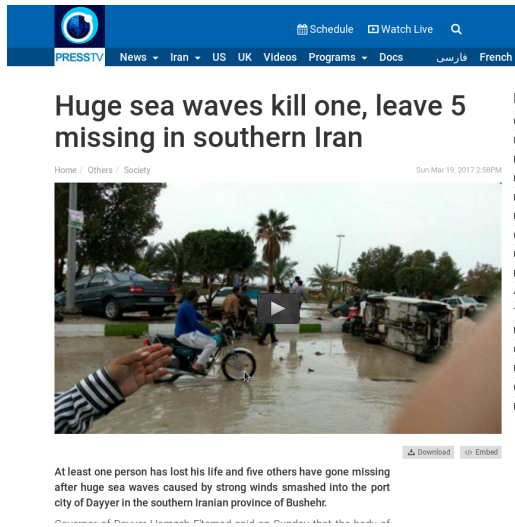 Schedule Watch Live
PRESSTV News Iran US UK Videos Programs Docs فارسی French
Huge sea waves kill one, leave 5
missing in southern Iran
Home / Others / Society Sun Mar 19, 2017 2:58PM
Download Embed
At least one person has lost his life and five others have gone missing
after huge sea waves caused by strong winds smashed into the port
city of Dayyer in the southern Iranian province of Bushehr.